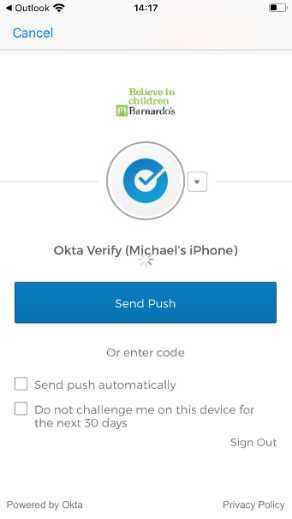 Outlook
14:17
Cancel
Believe in
children
Barnardo's
Okta Verify (Michael's iPhone)
Send Push
Or enter code
Send push automatically
Do not challenge me on this device for
the next 30 days
Sign Out
Powered by Okta
Privacy Policy